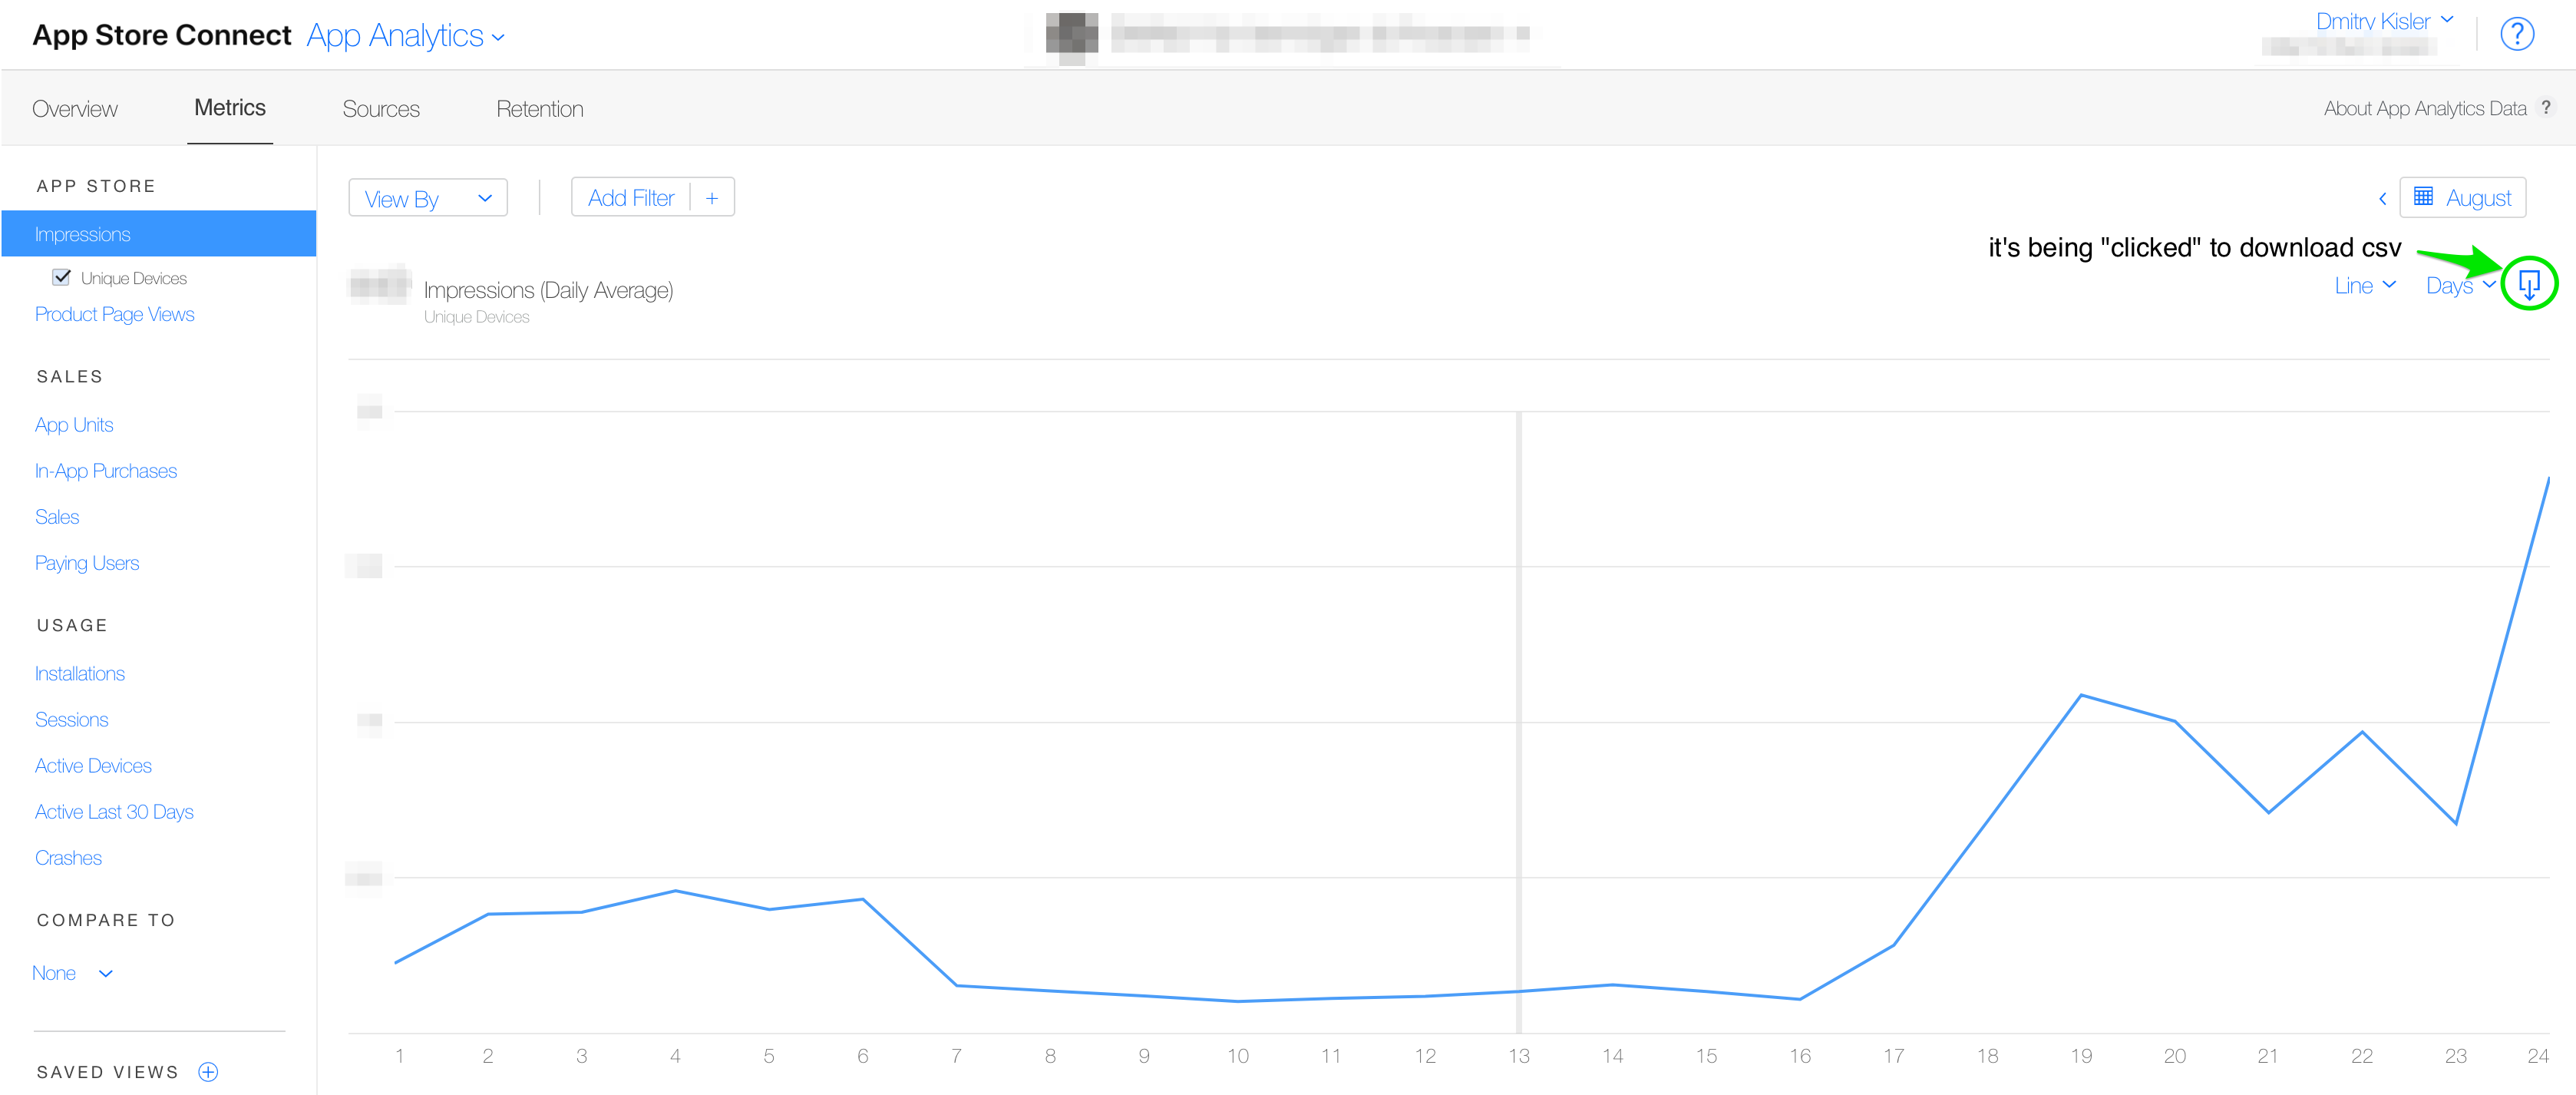 App Store Connect App Analytics
Dmitry Kisler
?
Overview Metrics Sources Retention
About App Analytics Data ?
APP STORE
Impressions
Unique Devices
Product Page Views
SALES
App Units
In-App Purchases
Sales
Paying Users
USAGE
Installations
Sessions
Active Devices
Active Last 30 Days
Crashes
COMPARE TO
None
SAVED VIEWS
View By
Add Filter +
August
it's being "clicked" to download csv
Impressions (Daily Average)
Unique Devices
Line Days
1 2 3 4 5 6 7 8 9 10 11 12 13 14 15 16 17 18 19 20 21 22 23 24